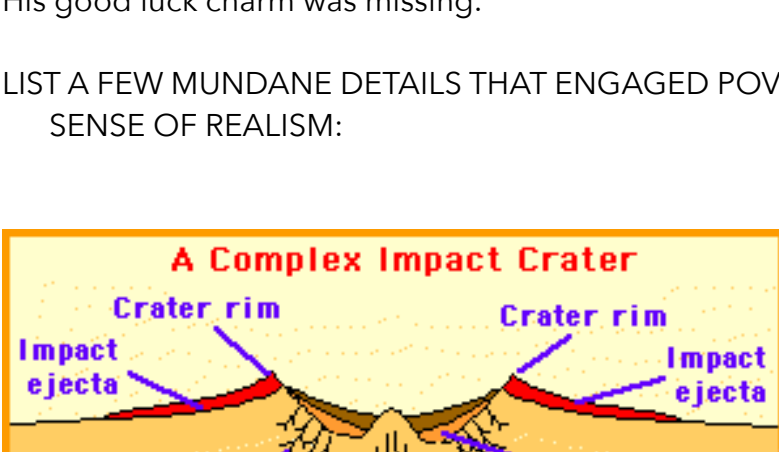 His good luck charm was missing.
LIST A FEW MUNDANE DETAILS THAT ENGAGED POV
SENSE OF REALISM:
A Complex Impact Crater
Crater rim
Crater rim
Impact
ejecta
Impact
ejecta